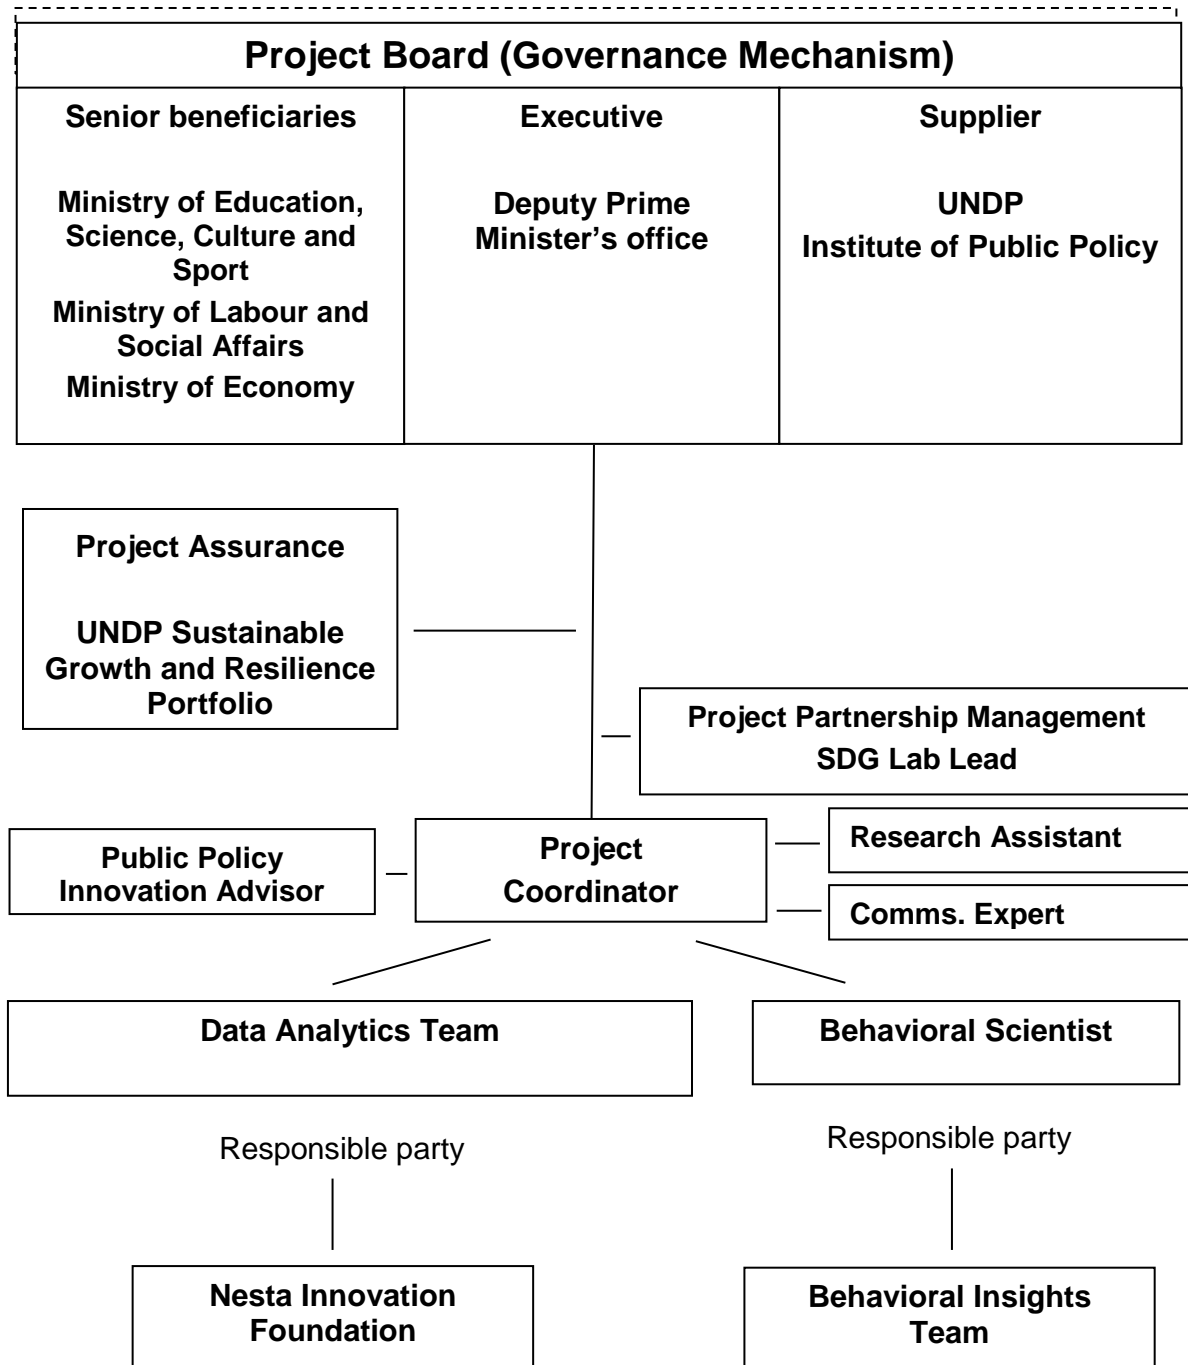 Project Board (Governance Mechanism)
Senior beneficiaries
Ministry of Education,
Science, Culture and
Sport
Ministry of Labour and
Social Affairs
Ministry of Economy
Executive
Deputy Prime
Minister’s office
Supplier
UNDP
Institute of Public Policy
Project Assurance
UNDP Sustainable
Growth and Resilience
Portfolio
Project Partnership Management
SDG Lab Lead
Public Policy
Innovation Advisor
Project
Coordinator
Research Assistant
Comms. Expert
Data Analytics Team
Behavioral Scientist
Responsible party
Responsible party
Nesta Innovation
Foundation
Behavioral Insights
Team